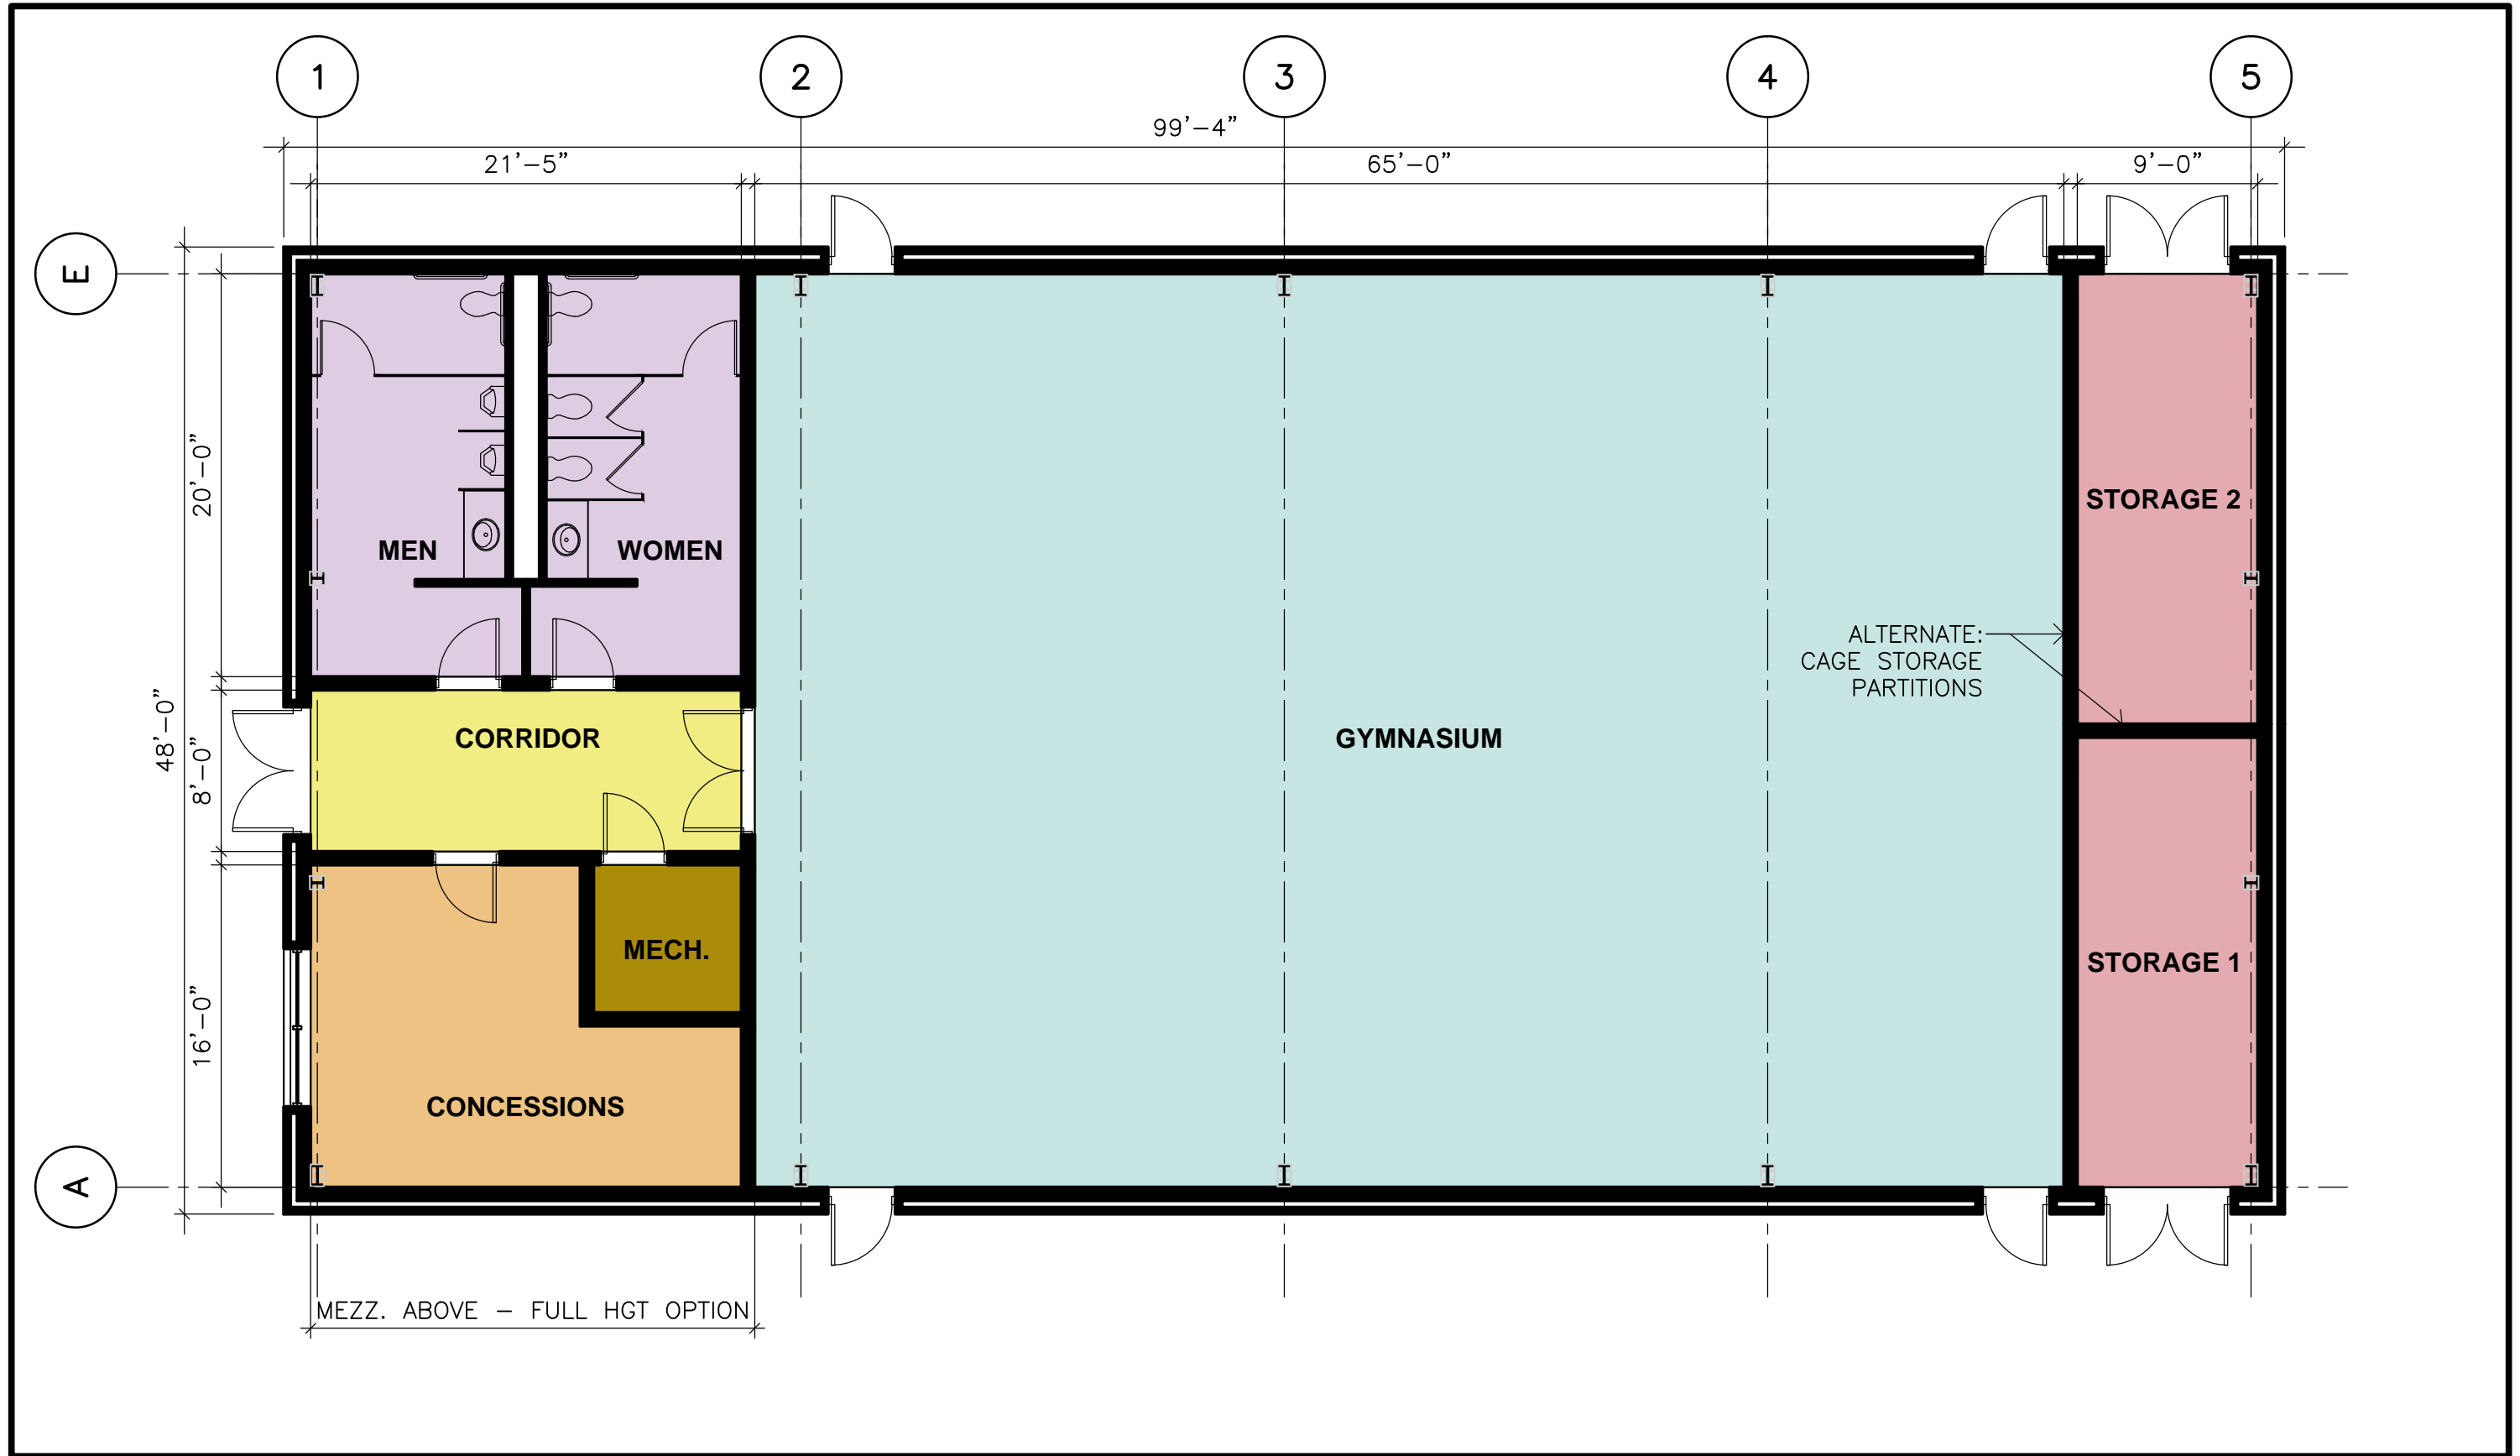 1 2 3 4 5
99'-4"
21'-5" 65'-0" 9'-0"
E
20'-0"
STORAGE 2
MEN WOMEN
ALTERNATE:
CAGE STORAGE
PARTITIONS
48'-0"
8'-0"
CORRIDOR
GYMNASIUM
MECH.
STORAGE 1
16'-0"
CONCESSIONS
A
MEZZ. ABOVE - FULL HGT OPTION